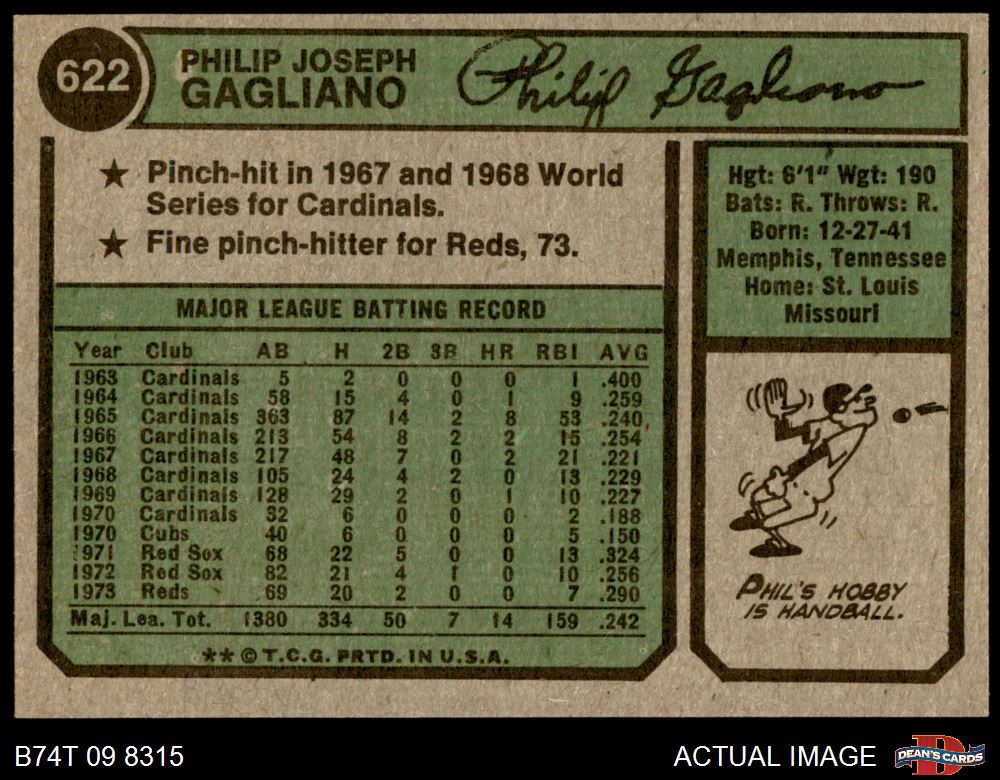 622
PHILIP JOSEPH
GAGLIANO
Philip Gagliano
★ Pinch-hit in 1967 and 1968 World
Series for Cardinals.
★ Fine pinch-hitter for Reds, 73.
MAJOR LEAGUE BATTING RECORD
Year Club AB H 2B 3B HR RBI AVG
1963 Cardinals 5 2 0 0 0 1 .400
1964 Cardinals 58 15 4 0 1 9 .259
1965 Cardinals 363 87 14 2 8 53 .240
1966 Cardinals 213 54 8 2 2 15 .254
1967 Cardinals 217 48 7 0 2 21 .221
1968 Cardinals 105 24 4 2 0 13 .229
1969 Cardinals 128 29 2 0 1 10 .227
1970 Cardinals 32 6 0 0 0 2 .188
1970 Cubs 40 6 0 0 0 5 .150
1971 Red Sox 68 22 5 0 0 13 .324
1972 Red Sox 82 21 4 1 0 10 .256
1973 Reds 69 20 2 0 0 7 .290
Maj. Lea. Tot. 1380 334 50 7 14 159 .242
** © T.C.G. PRTD. IN U.S.A.
Hgt: 6'1" Wgt: 190
Bats: R. Throws: R.
Born: 12-27-41
Memphis, Tennessee
Home: St. Louis
Missouri
PHIL'S HOBBY
IS HANDBALL.
B74T 09 8315
ACTUAL IMAGE
D
DEAN'S CARDS